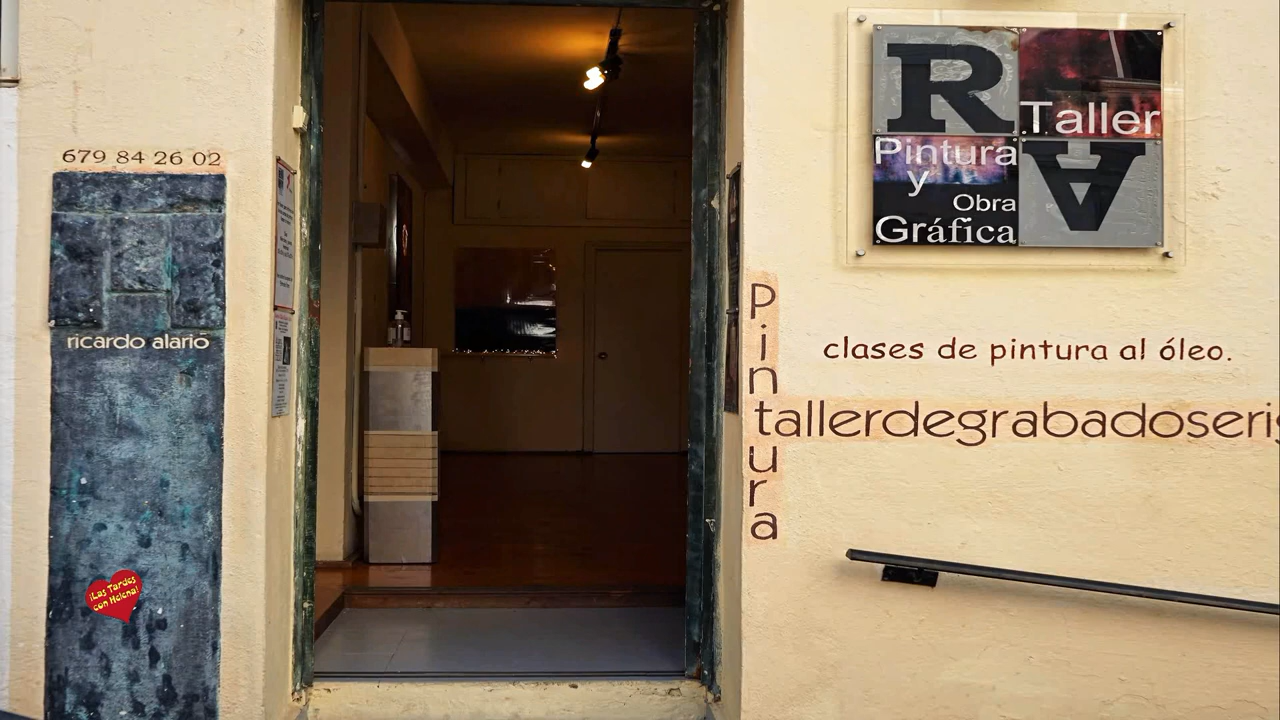 679 84 26 02
ricardo alario
¡Las Tardes
con Helena!
R
Taller
Pintura
y
Obra
Gráfica
A
Pintura
clases de pintura al óleo.
tallerdegrabadoserig